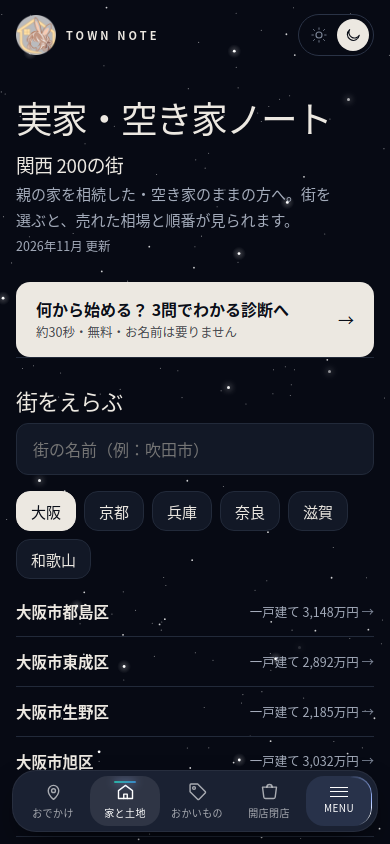 TOWN NOTE
実家・空き家ノート
関西 200の街
親の家を相続した・空き家のままの方へ。街を
選ぶと、売れた相場と順番が見られます。
2026年11月 更新
何から始める？ 3問でわかる診断へ
約30秒・無料・お名前は要りません
→
街をえらぶ
街の名前（例：吹田市）
大阪 京都 兵庫 奈良 滋賀
和歌山
大阪市都島区 一戸建て 3,148万円 →
大阪市東成区 一戸建て 2,892万円 →
大阪市生野区 一戸建て 2,185万円 →
大阪市旭区 一戸建て 3,032万円 →
おでかけ 家と土地 おかいもの 開店閉店 MENU